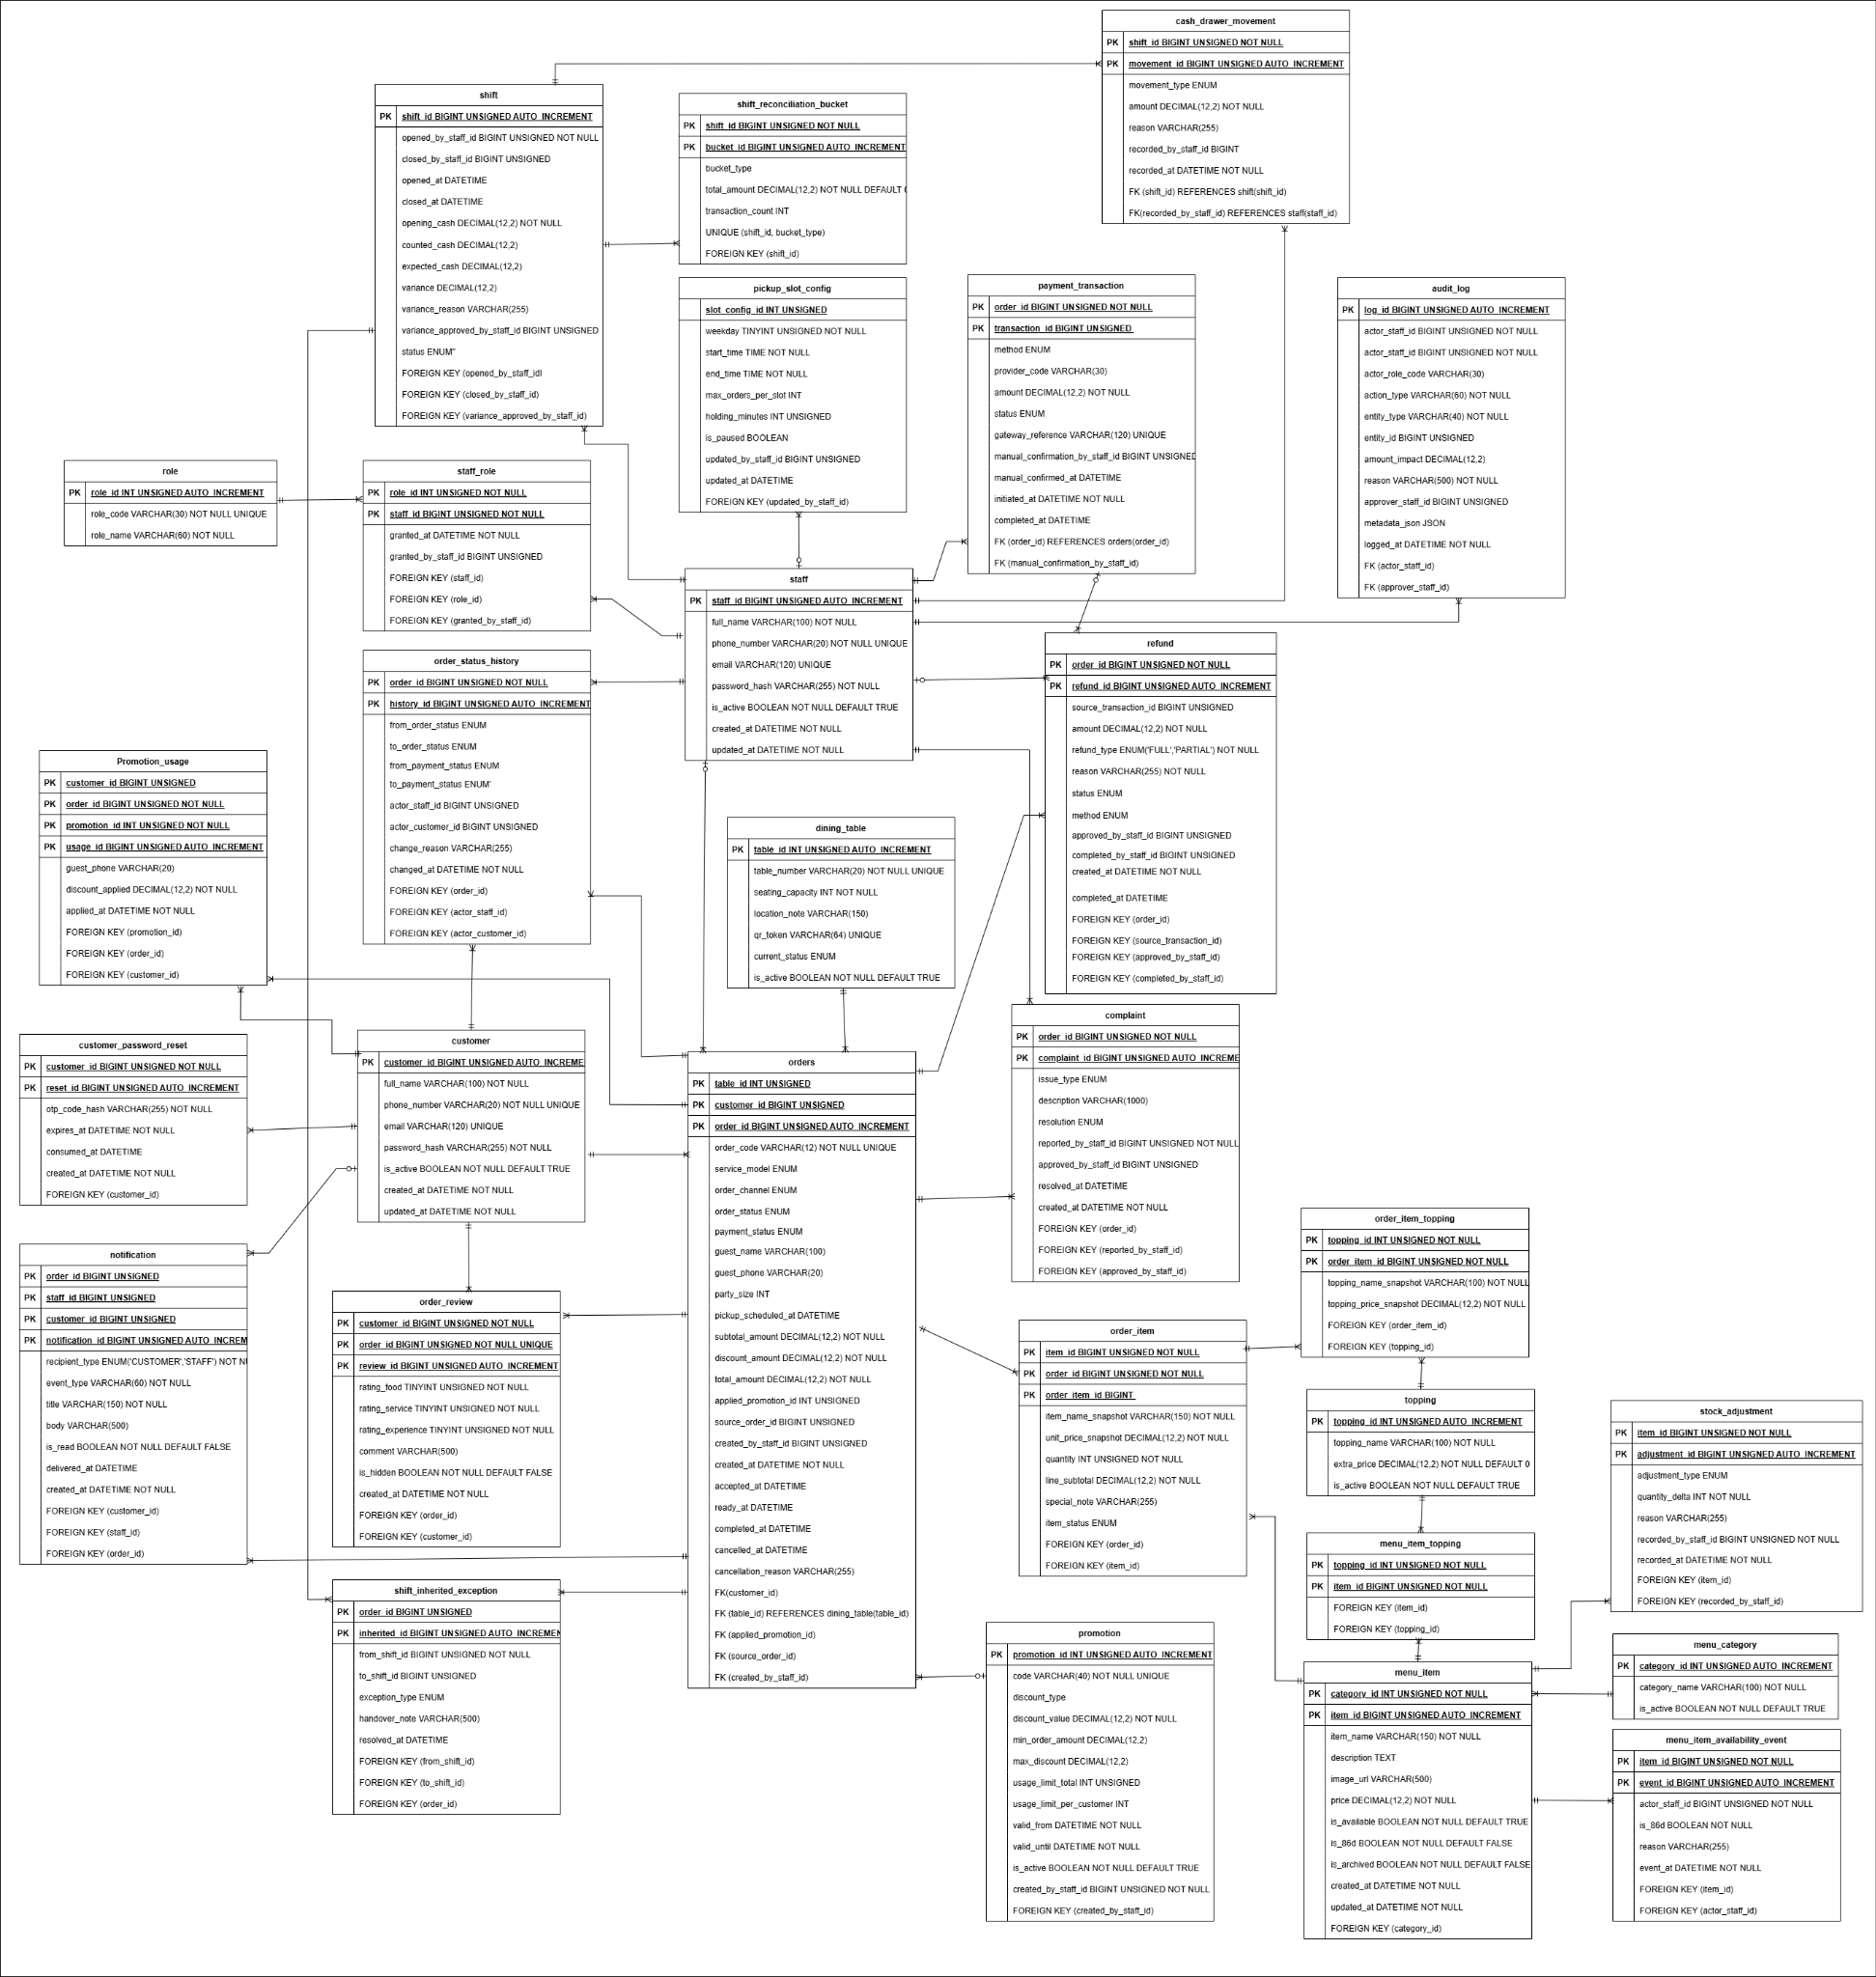 cash_drawer_movement
PK shift_id BIGINT UNSIGNED NOT NULL
PK movement_id BIGINT UNSIGNED AUTO_INCREMENT
movement_type ENUM
amount DECIMAL(12,2) NOT NULL
reason VARCHAR(255)
recorded_by_staff_id BIGINT
recorded_at DATETIME NOT NULL
FK (shift_id) REFERENCES shift(shift_id)
FK(recorded_by_staff_id) REFERENCES staff(staff_id)
shift
PK shift_id BIGINT UNSIGNED AUTO_INCREMENT
opened_by_staff_id BIGINT UNSIGNED NOT NULL
closed_by_staff_id BIGINT UNSIGNED
opened_at DATETIME
closed_at DATETIME
opening_cash DECIMAL(12,2) NOT NULL
counted_cash DECIMAL(12,2)
expected_cash DECIMAL(12,2)
variance DECIMAL(12,2)
variance_reason VARCHAR(255)
variance_approved_by_staff_id BIGINT UNSIGNED
status ENUM"
FOREIGN KEY (opened_by_staff_idl
FOREIGN KEY (closed_by_staff_id)
FOREIGN KEY (variance_approved_by_staff_id)
shift_reconciliation_bucket
PK shift_id BIGINT UNSIGNED NOT NULL
PK bucket_id BIGINT UNSIGNED AUTO_INCREMENT
bucket_type
total_amount DECIMAL(12,2) NOT NULL DEFAULT (
transaction_count INT
UNIQUE (shift_id, bucket_type)
FOREIGN KEY (shift_id)
pickup_slot_config
slot_config_id INT UNSIGNED
weekday TINYINT UNSIGNED NOT NULL
start_time TIME NOT NULL
end_time TIME NOT NULL
max_orders_per_slot INT
holding_minutes INT UNSIGNED
is_paused BOOLEAN
updated_by_staff_id BIGINT UNSIGNED
updated_at DATETIME
FOREIGN KEY (updated_by_staff_id)
payment_transaction
PK order_id BIGINT UNSIGNED NOT NULL
PK transaction_id BIGINT UNSIGNED
method ENUM
provider_code VARCHAR(30)
amount DECIMAL(12,2) NOT NULL
status ENUM
gateway_reference VARCHAR(120) UNIQUE
manual_confirmation_by_staff_id BIGINT UNSIGNED
manual_confirmed_at DATETIME
initiated_at DATETIME NOT NULL
completed_at DATETIME
FK (order_id) REFERENCES orders(order_id)
FK (manual_confirmation_by_staff_id)
audit_log
PK log_id BIGINT UNSIGNED AUTO_INCREMENT
actor_staff_id BIGINT UNSIGNED NOT NULL
actor_staff_id BIGINT UNSIGNED NOT NULL
actor_role_code VARCHAR(30)
action_type VARCHAR(60) NOT NULL
entity_type VARCHAR(40) NOT NULL
entity_id BIGINT UNSIGNED
amount_impact DECIMAL(12,2)
reason VARCHAR(500) NOT NULL
approver_staff_id BIGINT UNSIGNED
metadata_json JSON
logged_at DATETIME NOT NULL
FK (actor_staff_id)
FK (approver_staff_id)
role
PK role_id INT UNSIGNED AUTO_INCREMENT
role_code VARCHAR(30) NOT NULL UNIQUE
role_name VARCHAR(60) NOT NULL
staff_role
PK role_id INT UNSIGNED NOT NULL
PK staff_id BIGINT UNSIGNED NOT NULL
granted_at DATETIME NOT NULL
granted_by_staff_id BIGINT UNSIGNED
FOREIGN KEY (staff_id)
FOREIGN KEY (role_id)
FOREIGN KEY (granted_by_staff_id)
staff
PK staff_id BIGINT UNSIGNED AUTO_INCREMENT
full_name VARCHAR(100) NOT NULL
phone_number VARCHAR(20) NOT NULL UNIQUE
email VARCHAR(120) UNIQUE
password_hash VARCHAR(255) NOT NULL
is_active BOOLEAN NOT NULL DEFAULT TRUE
created_at DATETIME NOT NULL
updated_at DATETIME NOT NULL
refund
PK order_id BIGINT UNSIGNED NOT NULL
PK refund_id BIGINT UNSIGNED AUTO_INCREMENT
source_transaction_id BIGINT UNSIGNED
amount DECIMAL(12,2) NOT NULL
refund_type ENUM('FULL','PARTIAL') NOT NULL
reason VARCHAR(255) NOT NULL
status ENUM
method ENUM
approved_by_staff_id BIGINT UNSIGNED
completed_by_staff_id BIGINT UNSIGNED
created_at DATETIME NOT NULL
completed_at DATETIME
FOREIGN KEY (order_id)
FOREIGN KEY (source_transaction_id)
FOREIGN KEY (approved_by_staff_id)
FOREIGN KEY (completed_by_staff_id)
order_status_history
PK order_id BIGINT UNSIGNED NOT NULL
PK history_id BIGINT UNSIGNED AUTO_INCREMENT
from_order_status ENUM
to_order_status ENUM
from_payment_status ENUM
to_payment_status ENUM'
actor_staff_id BIGINT UNSIGNED
actor_customer_id BIGINT UNSIGNED
change_reason VARCHAR(255)
changed_at DATETIME NOT NULL
FOREIGN KEY (order_id)
FOREIGN KEY (actor_staff_id)
FOREIGN KEY (actor_customer_id)
Promotion_usage
PK customer_id BIGINT UNSIGNED
PK order_id BIGINT UNSIGNED NOT NULL
PK promotion_id INT UNSIGNED NOT NULL
PK usage_id BIGINT UNSIGNED AUTO_INCREMENT
guest_phone VARCHAR(20)
discount_applied DECIMAL(12,2) NOT NULL
applied_at DATETIME NOT NULL
FOREIGN KEY (promotion_id)
FOREIGN KEY (order_id)
FOREIGN KEY (customer_id)
dining_table
PK table_id INT UNSIGNED AUTO_INCREMENT
table_number VARCHAR(20) NOT NULL UNIQUE
seating_capacity INT NOT NULL
location_note VARCHAR(150)
qr_token VARCHAR(64) UNIQUE
current_status ENUM
is_active BOOLEAN NOT NULL DEFAULT TRUE
complaint
PK order_id BIGINT UNSIGNED NOT NULL
PK complaint_id BIGINT UNSIGNED AUTO_INCREME
issue_type ENUM
description VARCHAR(1000)
resolution ENUM
reported_by_staff_id BIGINT UNSIGNED NOT NULL
approved_by_staff_id BIGINT UNSIGNED
resolved_at DATETIME
created_at DATETIME NOT NULL
FOREIGN KEY (order_id)
FOREIGN KEY (reported_by_staff_id)
FOREIGN KEY (approved_by_staff_id)
customer_password_reset
PK customer_id BIGINT UNSIGNED NOT NULL
PK reset_id BIGINT UNSIGNED AUTO_INCREMENT
otp_code_hash VARCHAR(255) NOT NULL
expires_at DATETIME NOT NULL
consumed_at DATETIME
created_at DATETIME NOT NULL
FOREIGN KEY (customer_id)
customer
PK customer_id BIGINT UNSIGNED AUTO_INCREME
full_name VARCHAR(100) NOT NULL
phone_number VARCHAR(20) NOT NULL UNIQUE
email VARCHAR(120) UNIQUE
password_hash VARCHAR(255) NOT NULL
is_active BOOLEAN NOT NULL DEFAULT TRUE
created_at DATETIME NOT NULL
updated_at DATETIME NOT NULL
orders
PK table_id INT UNSIGNED
PK customer_id BIGINT UNSIGNED
PK order_id BIGINT UNSIGNED AUTO_INCREMENT
order_code VARCHAR(12) NOT NULL UNIQUE
service_model ENUM
order_channel ENUM
order_status ENUM
payment_status ENUM
guest_name VARCHAR(100)
guest_phone VARCHAR(20)
party_size INT
pickup_scheduled_at DATETIME
subtotal_amount DECIMAL(12,2) NOT NULL
discount_amount DECIMAL(12,2) NOT NULL
total_amount DECIMAL(12,2) NOT NULL
applied_promotion_id INT UNSIGNED
source_order_id BIGINT UNSIGNED
created_by_staff_id BIGINT UNSIGNED
created_at DATETIME NOT NULL
accepted_at DATETIME
ready_at DATETIME
completed_at DATETIME
cancelled_at DATETIME
cancellation_reason VARCHAR(255)
FK(customer_id)
FK (table_id) REFERENCES dining_table(table_id)
FK (applied_promotion_id)
FK (source_order_id)
FK (created_by_staff_id)
notification
PK order_id BIGINT UNSIGNED
PK staff_id BIGINT UNSIGNED
PK customer_id BIGINT UNSIGNED
PK notification_id BIGINT UNSIGNED AUTO_INCREM
recipient_type ENUM('CUSTOMER','STAFF') NOT NU
event_type VARCHAR(60) NOT NULL
title VARCHAR(150) NOT NULL
body VARCHAR(500)
is_read BOOLEAN NOT NULL DEFAULT FALSE
delivered_at DATETIME
created_at DATETIME NOT NULL
FOREIGN KEY (customer_id)
FOREIGN KEY (staff_id)
FOREIGN KEY (order_id)
order_review
PK customer_id BIGINT UNSIGNED NOT NULL
PK order_id BIGINT UNSIGNED NOT NULL UNIQUE
PK review_id BIGINT UNSIGNED AUTO_INCREMENT
rating_food TINYINT UNSIGNED NOT NULL
rating_service TINYINT UNSIGNED NOT NULL
rating_experience TINYINT UNSIGNED NOT NULL
comment VARCHAR(500)
is_hidden BOOLEAN NOT NULL DEFAULT FALSE
created_at DATETIME NOT NULL
FOREIGN KEY (order_id)
FOREIGN KEY (customer_id)
shift_inherited_exception
PK order_id BIGINT UNSIGNED
PK inherited_id BIGINT UNSIGNED AUTO_INCREMEN
from_shift_id BIGINT UNSIGNED NOT NULL
to_shift_id BIGINT UNSIGNED
exception_type ENUM
handover_note VARCHAR(500)
resolved_at DATETIME
FOREIGN KEY (from_shift_id)
FOREIGN KEY (to_shift_id)
FOREIGN KEY (order_id)
order_item
PK item_id BIGINT UNSIGNED NOT NULL
PK order_id BIGINT UNSIGNED NOT NULL
PK order_item_id BIGINT
item_name_snapshot VARCHAR(150) NOT NULL
unit_price_snapshot DECIMAL(12,2) NOT NULL
quantity INT UNSIGNED NOT NULL
line_subtotal DECIMAL(12,2) NOT NULL
special_note VARCHAR(255)
item_status ENUM
FOREIGN KEY (order_id)
FOREIGN KEY (item_id)
order_item_topping
PK topping_id INT UNSIGNED NOT NULL
PK order_item_id BIGINT UNSIGNED NOT NULL
topping_name_snapshot VARCHAR(100) NOT NULL
topping_price_snapshot DECIMAL(12,2) NOT NULL
FOREIGN KEY (order_item_id)
FOREIGN KEY (topping_id)
topping
PK topping_id INT UNSIGNED AUTO_INCREMENT
topping_name VARCHAR(100) NOT NULL
extra_price DECIMAL(12,2) NOT NULL DEFAULT 0
is_active BOOLEAN NOT NULL DEFAULT TRUE
menu_item_topping
PK topping_id INT UNSIGNED NOT NULL
PK item_id BIGINT UNSIGNED NOT NULL
FOREIGN KEY (item_id)
FOREIGN KEY (topping_id)
stock_adjustment
PK item_id BIGINT UNSIGNED NOT NULL
PK adjustment_id BIGINT UNSIGNED AUTO_INCREMENT
adjustment_type ENUM
quantity_delta INT NOT NULL
reason VARCHAR(255)
recorded_by_staff_id BIGINT UNSIGNED NOT NULL
recorded_at DATETIME NOT NULL
FOREIGN KEY (item_id)
FOREIGN KEY (recorded_by_staff_id)
promotion
PK promotion_id INT UNSIGNED AUTO_INCREMENT
code VARCHAR(40) NOT NULL UNIQUE
discount_type
discount_value DECIMAL(12,2) NOT NULL
min_order_amount DECIMAL(12,2)
max_discount DECIMAL(12,2)
usage_limit_total INT UNSIGNED
usage_limit_per_customer INT
valid_from DATETIME NOT NULL
valid_until DATETIME NOT NULL
is_active BOOLEAN NOT NULL DEFAULT TRUE
created_by_staff_id BIGINT UNSIGNED NOT NULL
FOREIGN KEY (created_by_staff_id)
menu_item
PK category_id INT UNSIGNED NOT NULL
PK item_id BIGINT UNSIGNED AUTO_INCREMENT
item_name VARCHAR(150) NOT NULL
description TEXT
image_url VARCHAR(500)
price DECIMAL(12,2) NOT NULL
is_available BOOLEAN NOT NULL DEFAULT TRUE
is_86d BOOLEAN NOT NULL DEFAULT FALSE
is_archived BOOLEAN NOT NULL DEFAULT FALSE
created_at DATETIME NOT NULL
updated_at DATETIME NOT NULL
FOREIGN KEY (category_id)
menu_category
PK category_id INT UNSIGNED AUTO_INCREMENT
category_name VARCHAR(100) NOT NULL
is_active BOOLEAN NOT NULL DEFAULT TRUE
menu_item_availability_event
PK item_id BIGINT UNSIGNED NOT NULL
PK event_id BIGINT UNSIGNED AUTO_INCREMENT
actor_staff_id BIGINT UNSIGNED NOT NULL
is_86d BOOLEAN NOT NULL
reason VARCHAR(255)
event_at DATETIME NOT NULL
FOREIGN KEY (item_id)
FOREIGN KEY (actor_staff_id)